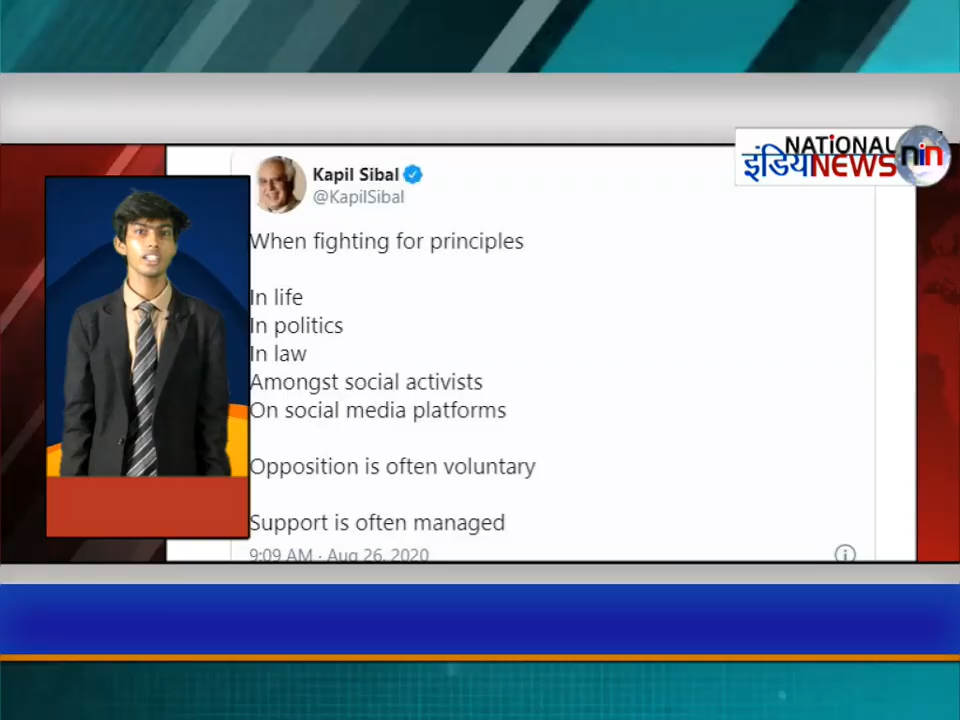 NATIONAL
इंडिया NEWS
nin
Kapil Sibal
@KapilSibal
When fighting for principles
In life
In politics
In law
Amongst social activists
On social media platforms
Opposition is often voluntary
Support is often managed
9:09 AM · Aug 26, 2020